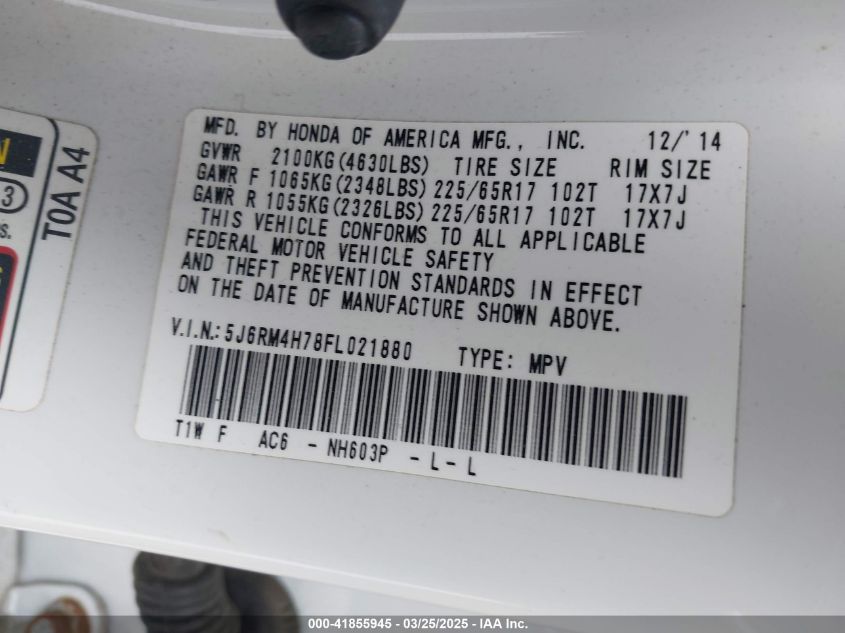 MFD. BY HONDA OF AMERICA MFG., INC. 12/'14
GVWR 2100KG(4630LBS) TIRE SIZE RIM SIZE
GAWR F 1065KG(2348LBS) 225/65R17 102T 17X7J
GAWR R 1055KG(2326LBS) 225/65R17 102T 17X7J
THIS VEHICLE CONFORMS TO ALL APPLICABLE
FEDERAL MOTOR VEHICLE SAFETY
AND THEFT PREVENTION STANDARDS IN EFFECT
ON THE DATE OF MANUFACTURE SHOWN ABOVE.
V.I.N.: 5J6RM4H78FL021880 TYPE: MPV
T1W F AC6 - NH603P - L - L
T0A A4
N
3
s.
000-41855945 - 03/25/2025 - IAA Inc.